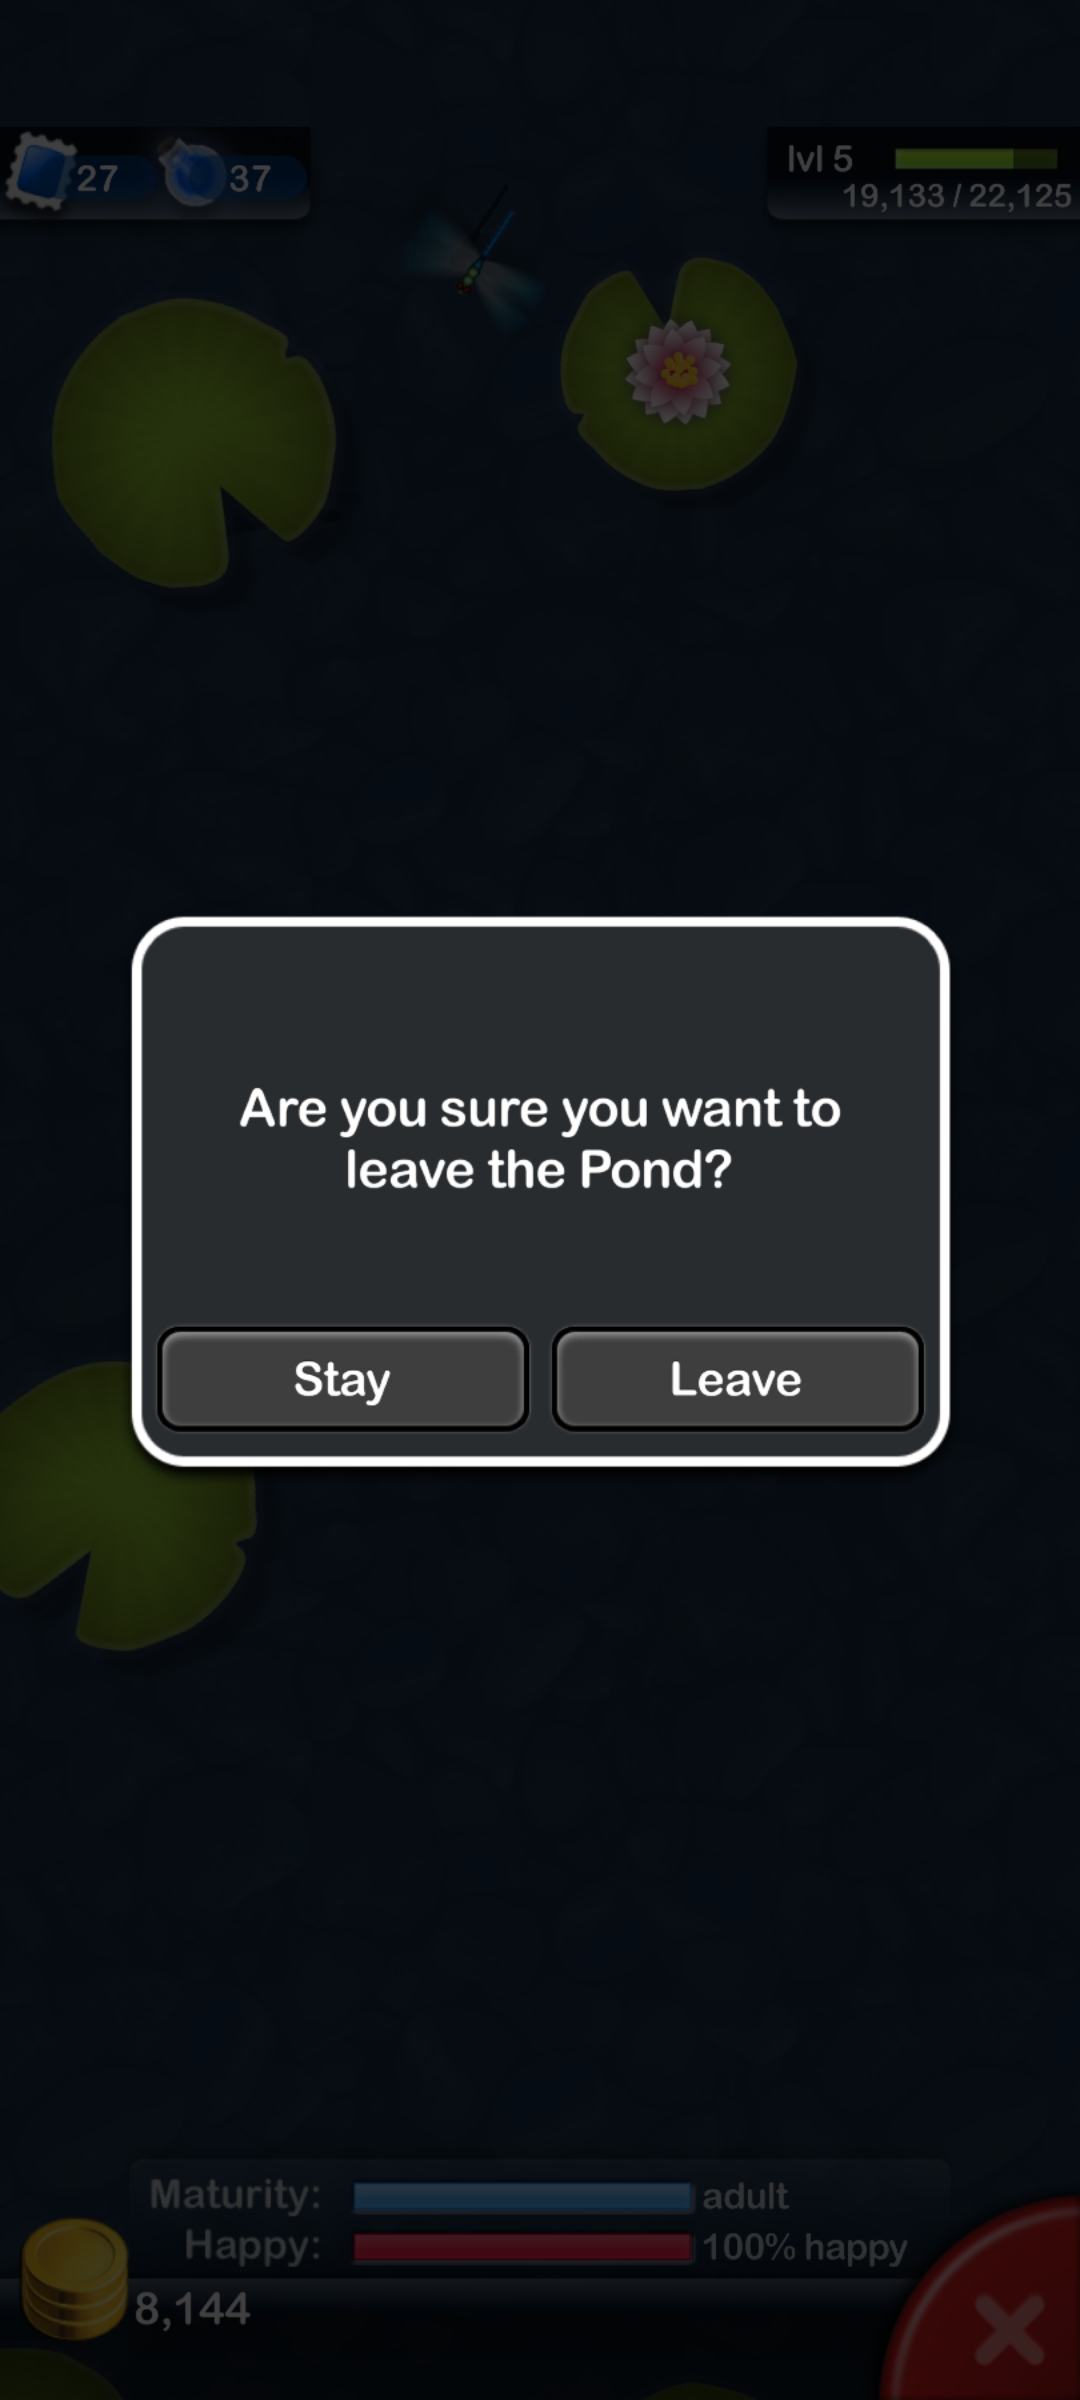 27
37
lvl 5
19,133 / 22,125
Are you sure you want to
leave the Pond?
Stay
Leave
Maturity:
adult
Happy:
100% happy
8,144